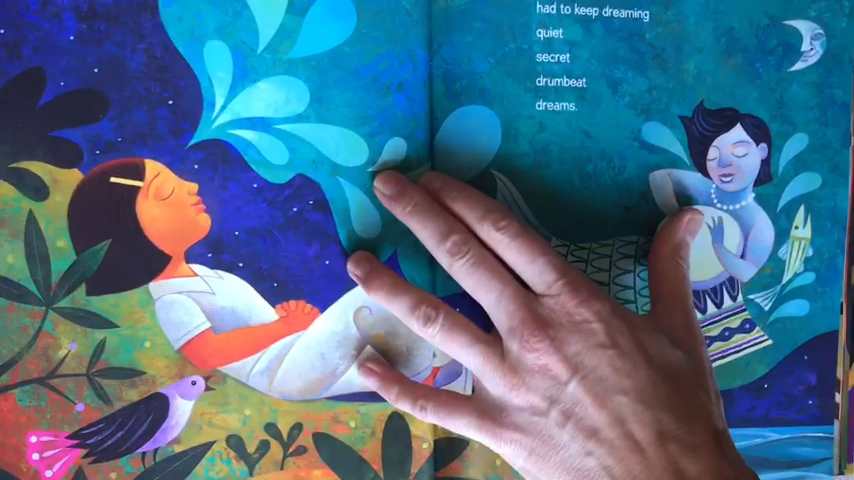 had to keep dreaming
quiet
secret
drumbeat
dreams.